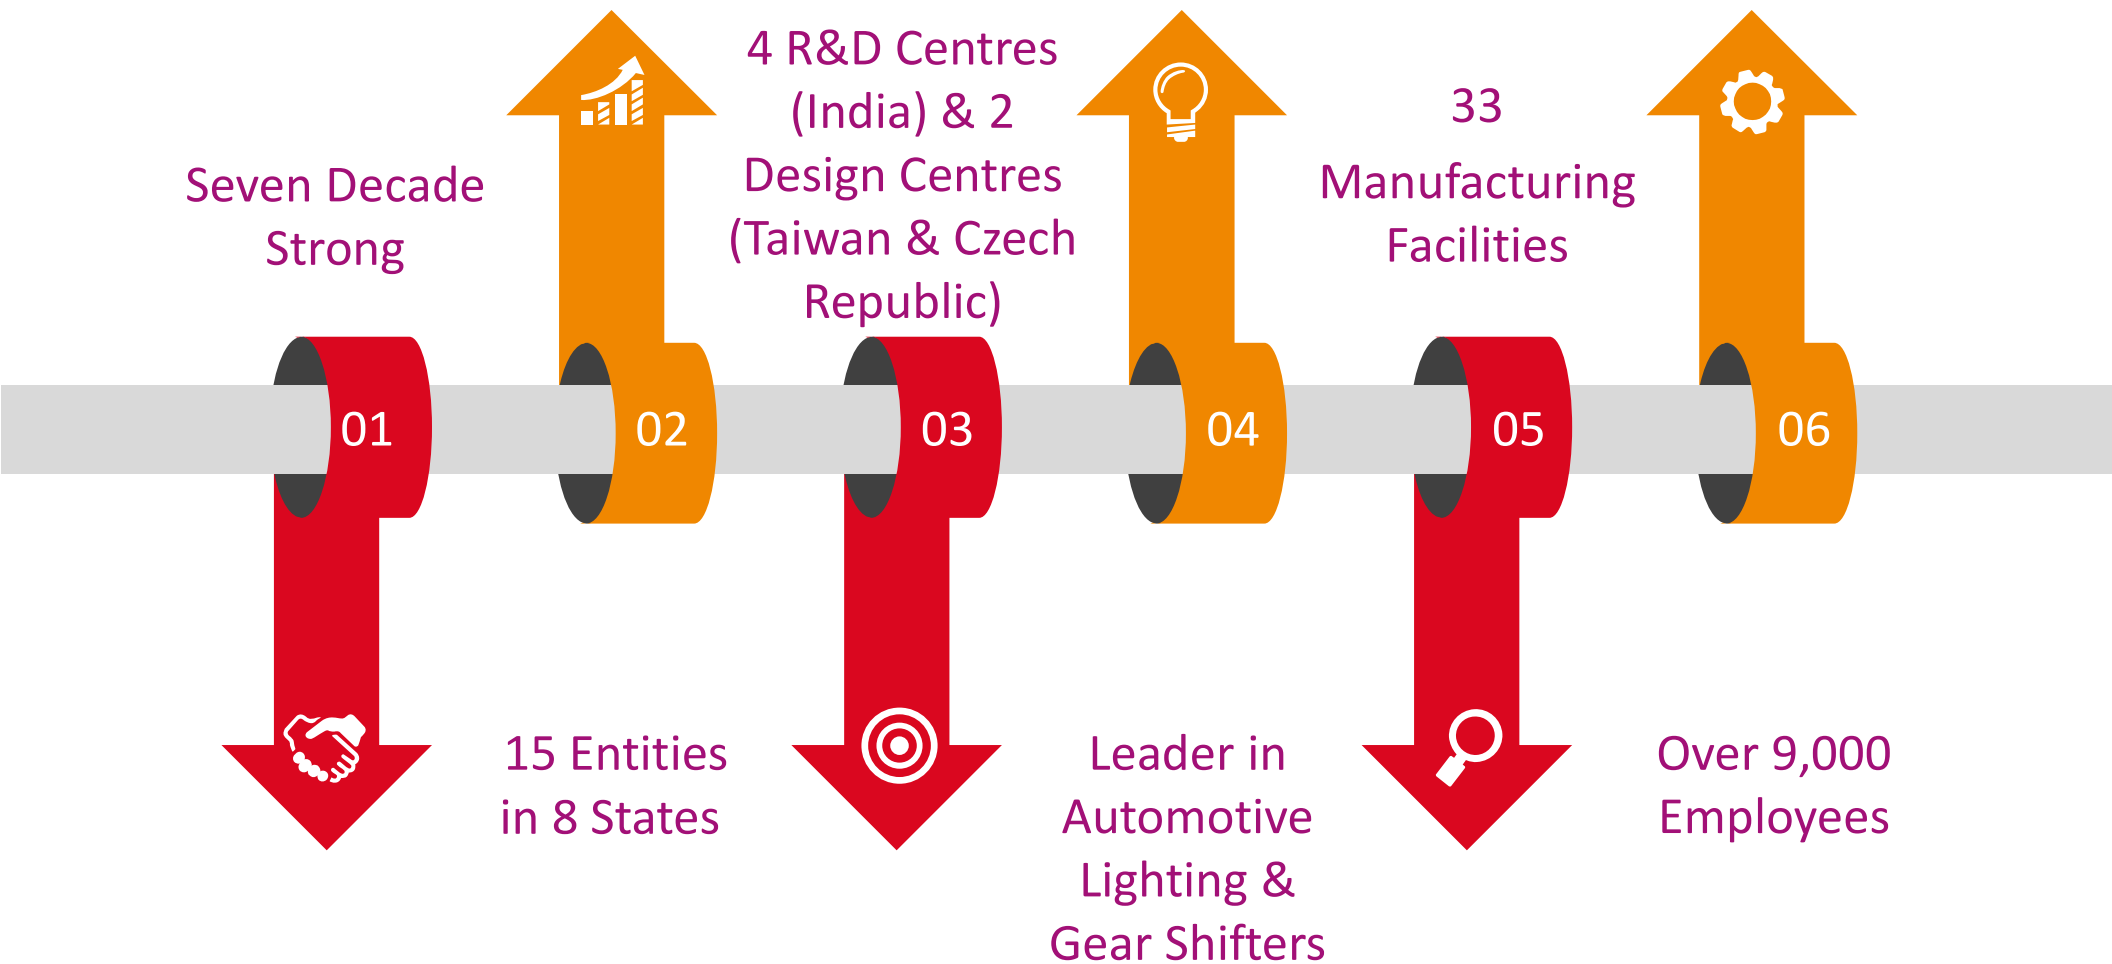 Seven Decade
Strong
01
02
15 Entities
in 8 States
4 R&D Centres
(India) & 2
Design Centres
(Taiwan & Czech
Republic)
03
04
Leader in
Automotive
Lighting &
Gear Shifters
33
Manufacturing
Facilities
05
06
Over 9,000
Employees